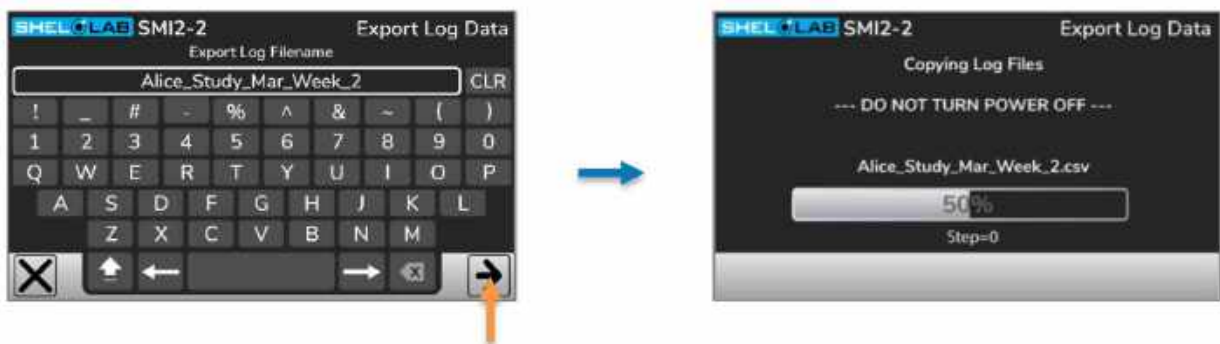 SHEL LAB SMI2-2 Export Log Data
Export Log Filename
Alice_Study_Mar_Week_2 CLR
! _ # - % ^ & ~ ( )
1 2 3 4 5 6 7 8 9 0
Q W E R T Y U I O P
A S D F G H J K L
Z X C V B N M
SHEL LAB SMI2-2 Export Log Data
Copying Log Files
--- DO NOT TURN POWER OFF ---
Alice_Study_Mar_Week_2.csv
50%
Step=0